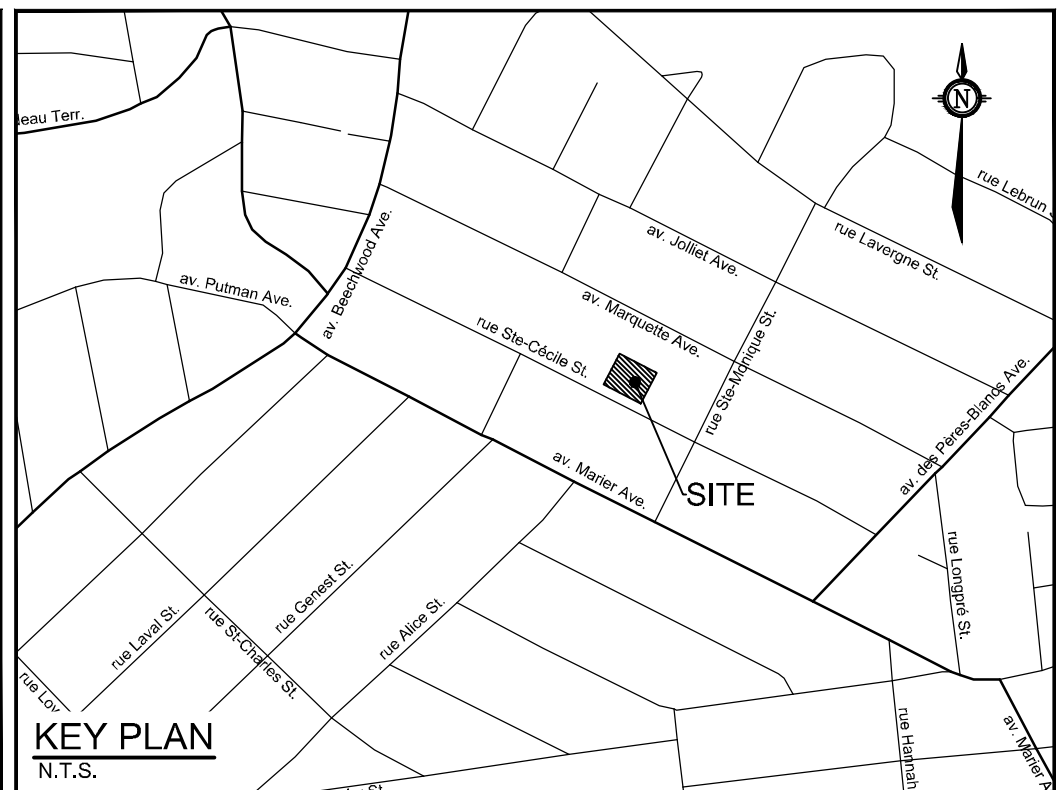 N
eau Terr.
rue Lebrun
av. Jolliet Ave.
rue Lavergne St.
av. Beechwood Ave.
av. Putman Ave.
av. Marquette Ave.
rue Ste-Cécile St.
rue Ste-Monique St.
av. des Pères-Blancs Ave.
av. Marier Ave.
SITE
rue Longpré St.
rue Genest St.
rue Laval St.
rue St-Charles St.
rue Alice St.
rue Lov
rue Hannah
av. Marier A
KEY PLAN
N.T.S.
St.